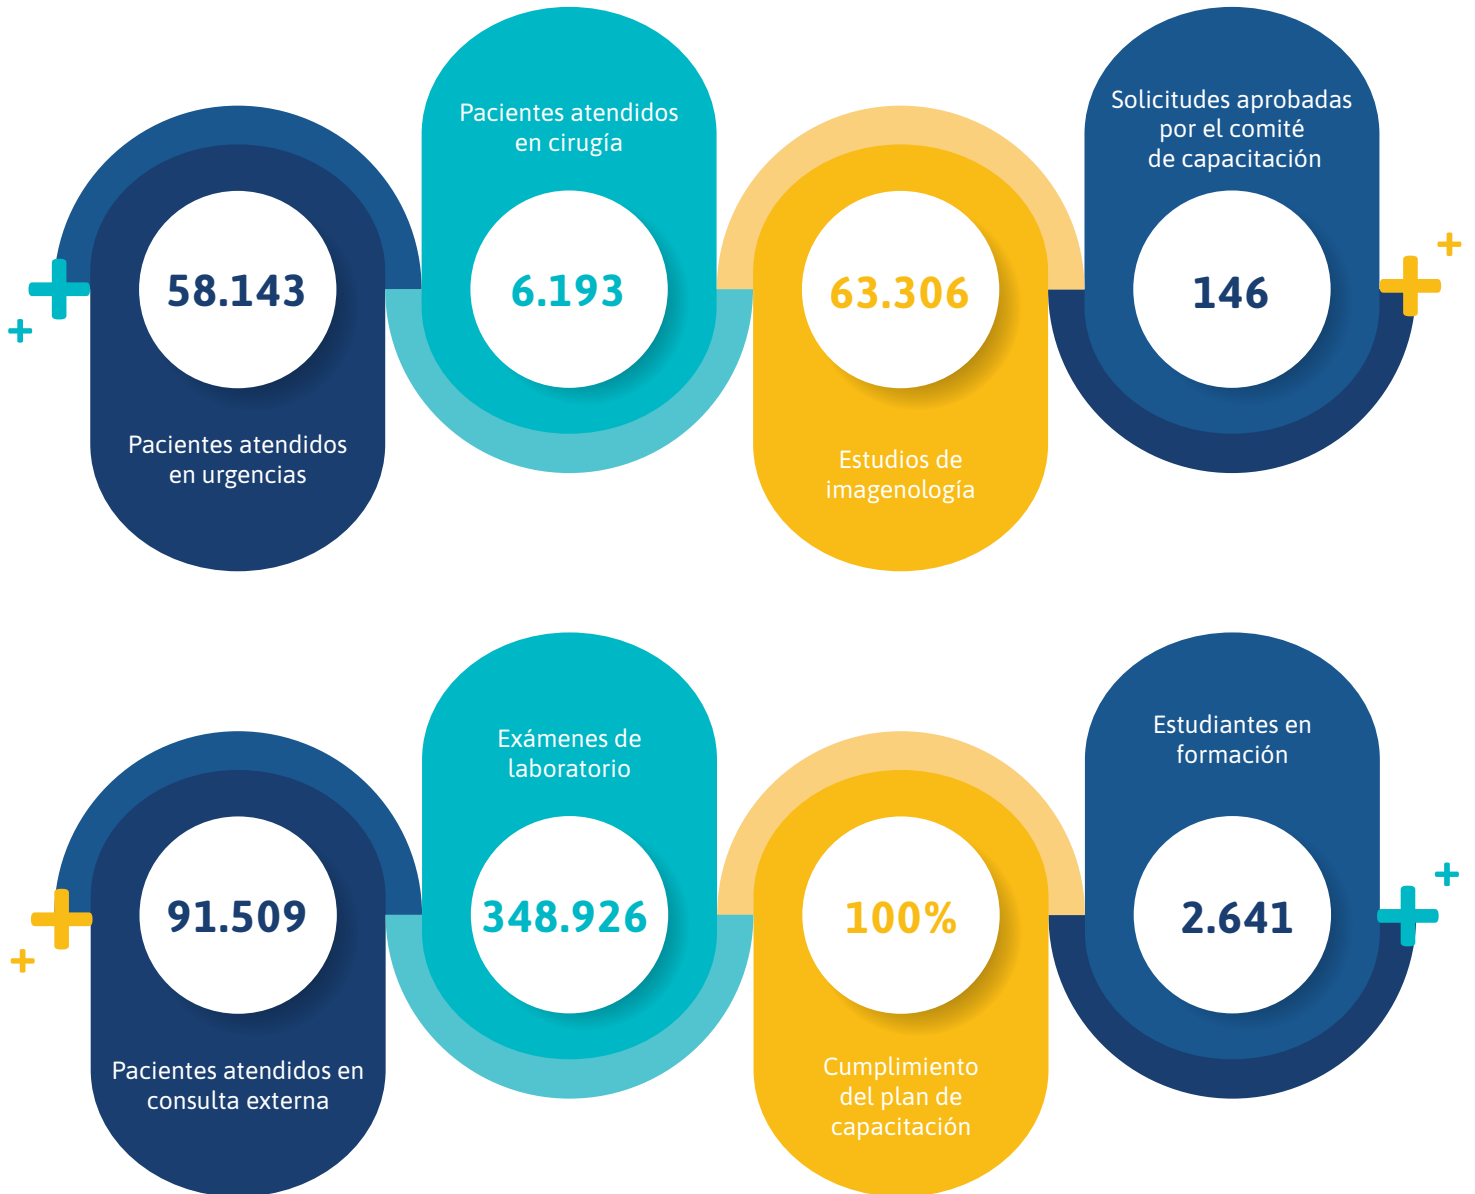 58.143
Pacientes atendidos
en urgencias
Pacientes atendidos
en cirugía
6.193
63.306
Estudios de
imagenología
Solicitudes aprobadas
por el comité
de capacitación
146
91.509
Pacientes atendidos en
consulta externa
Exámenes de
laboratorio
348.926
100%
Cumplimiento
del plan de
capacitación
Estudiantes en
formación
2.641